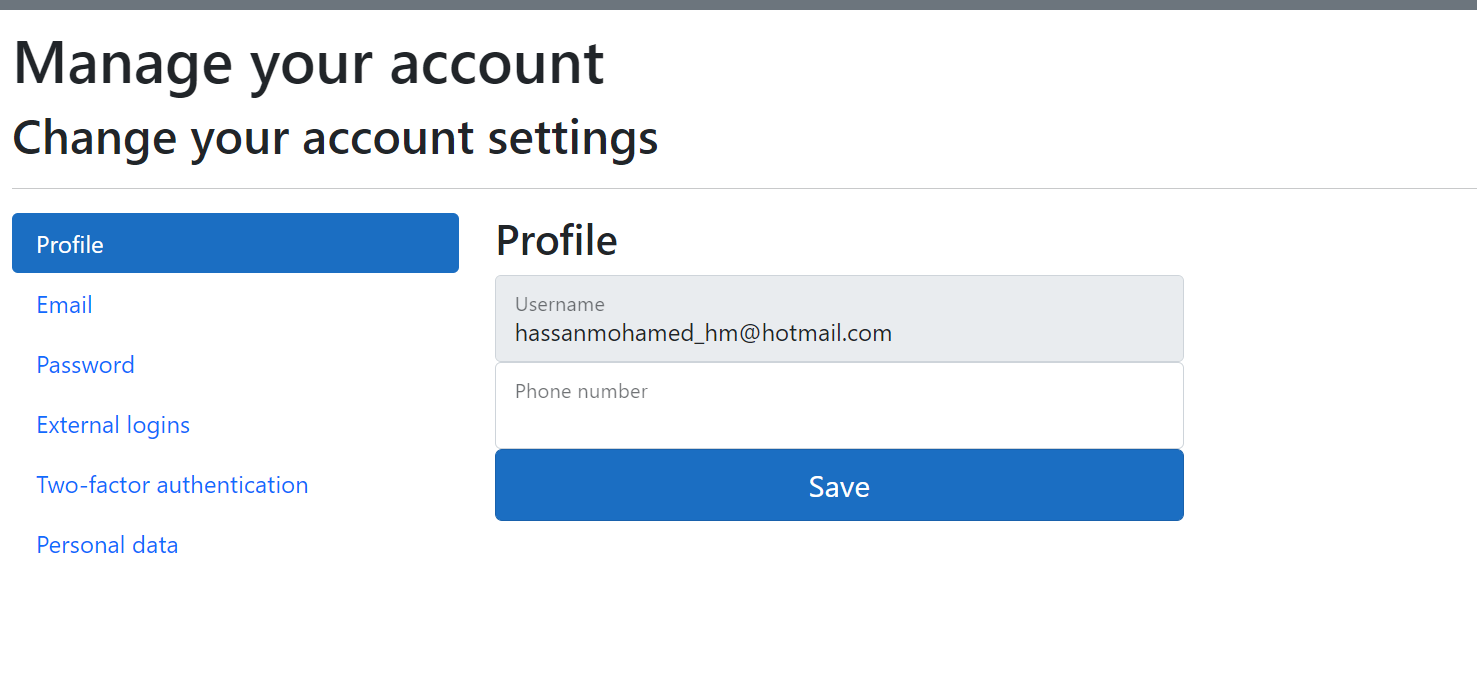 Manage your account
Change your account settings
Profile
Email
Password
External logins
Two-factor authentication
Personal data
Profile
Username
hassanmohamed_hm@hotmail.com
Phone number
Save